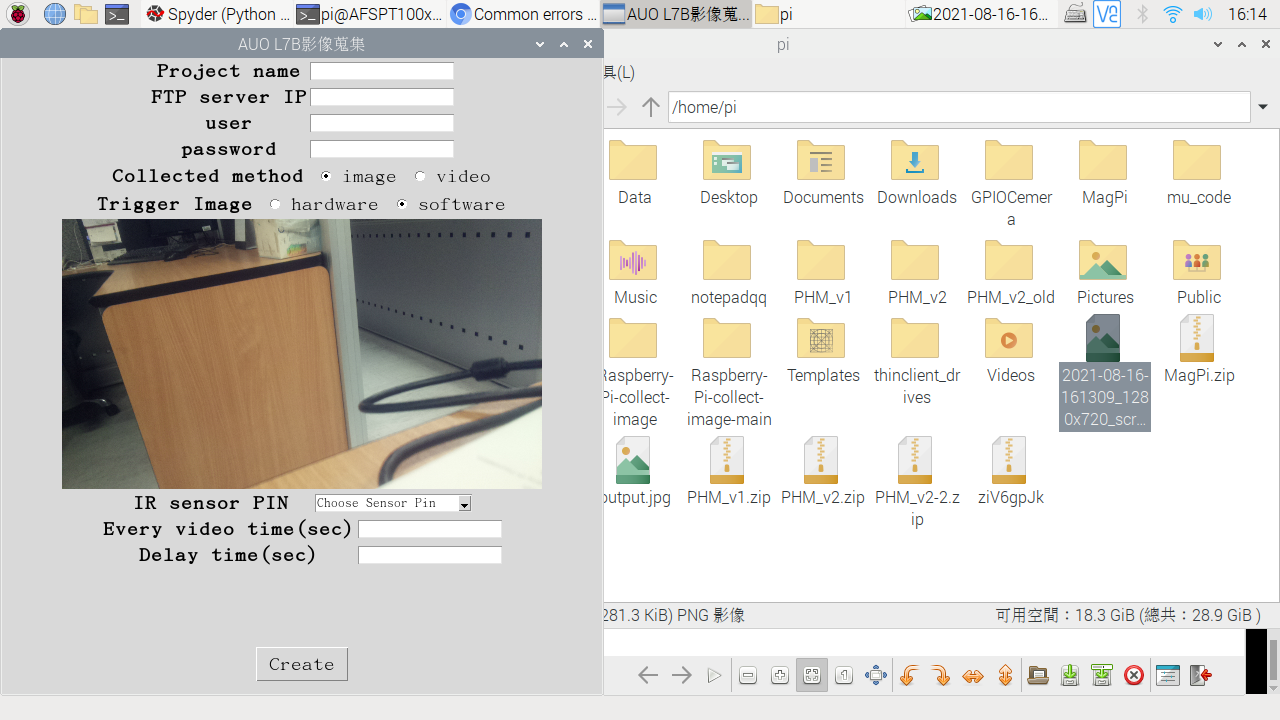 Spyder (Python ...
pi@AFSPT100x...
Common errors ...
AUO L7B影像蒐...
pi
2021-08-16-16...
16:14
AUO L7B影像蒐集
Project name
FTP server IP
user
password
Collected method image video
Trigger Image hardware software
IR sensor PIN Choose Sensor Pin
Every video time(sec)
Delay time(sec)
Create
pi
具(L)
/home/pi
Data
Desktop
Documents
Downloads
GPIOCemer
a
MagPi
mu_code
Music
notepadqq
PHM_v1
PHM_v2
PHM_v2_old
Pictures
Public
Raspberry-
Pi-collect-
image
Raspberry-
Pi-collect-
image-main
Templates
thinclient_dr
ives
Videos
2021-08-16-
161309_128
0x720_scr...
MagPi.zip
output.jpg
PHM_v1.zip
PHM_v2.zip
PHM_v2-2.z
ip
ziV6gpJk
281.3 KiB) PNG 影像
可用空間：18.3 GiB (總共：28.9 GiB )